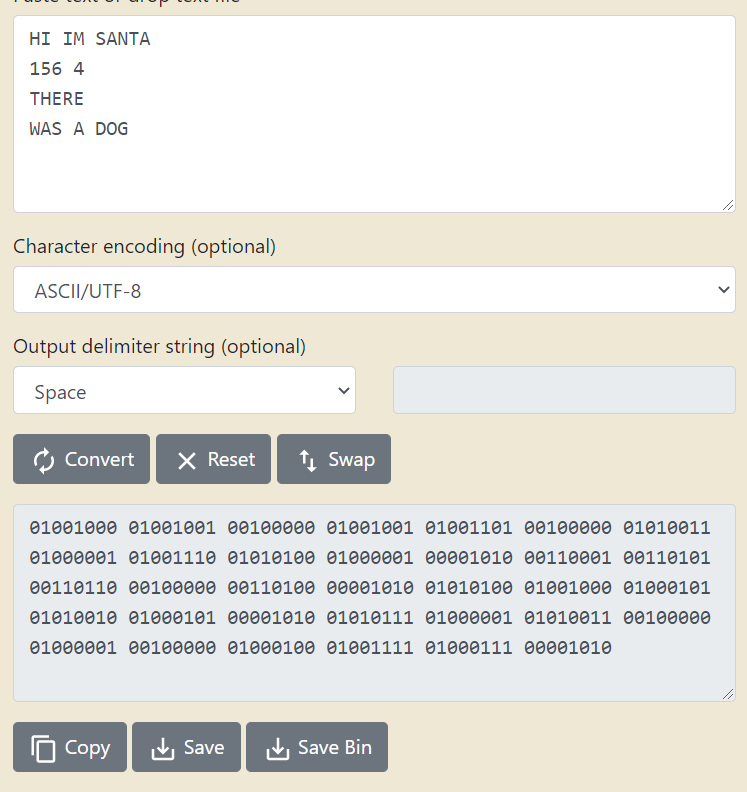 HI IM SANTA
156 4
THERE
WAS A DOG
Character encoding (optional)
ASCII/UTF-8
Output delimiter string (optional)
Space
Convert Reset Swap
01001000 01001001 00100000 01001001 01001101 00100000 01010011
01000001 01001110 01010100 01000001 00001010 00110001 00110101
00110110 00100000 00110100 00001010 01010100 01001000 01000101
01010010 01000101 00001010 01010111 01000001 01010011 00100000
01000001 00100000 01000100 01001111 01000111 00001010
Copy Save Save Bin